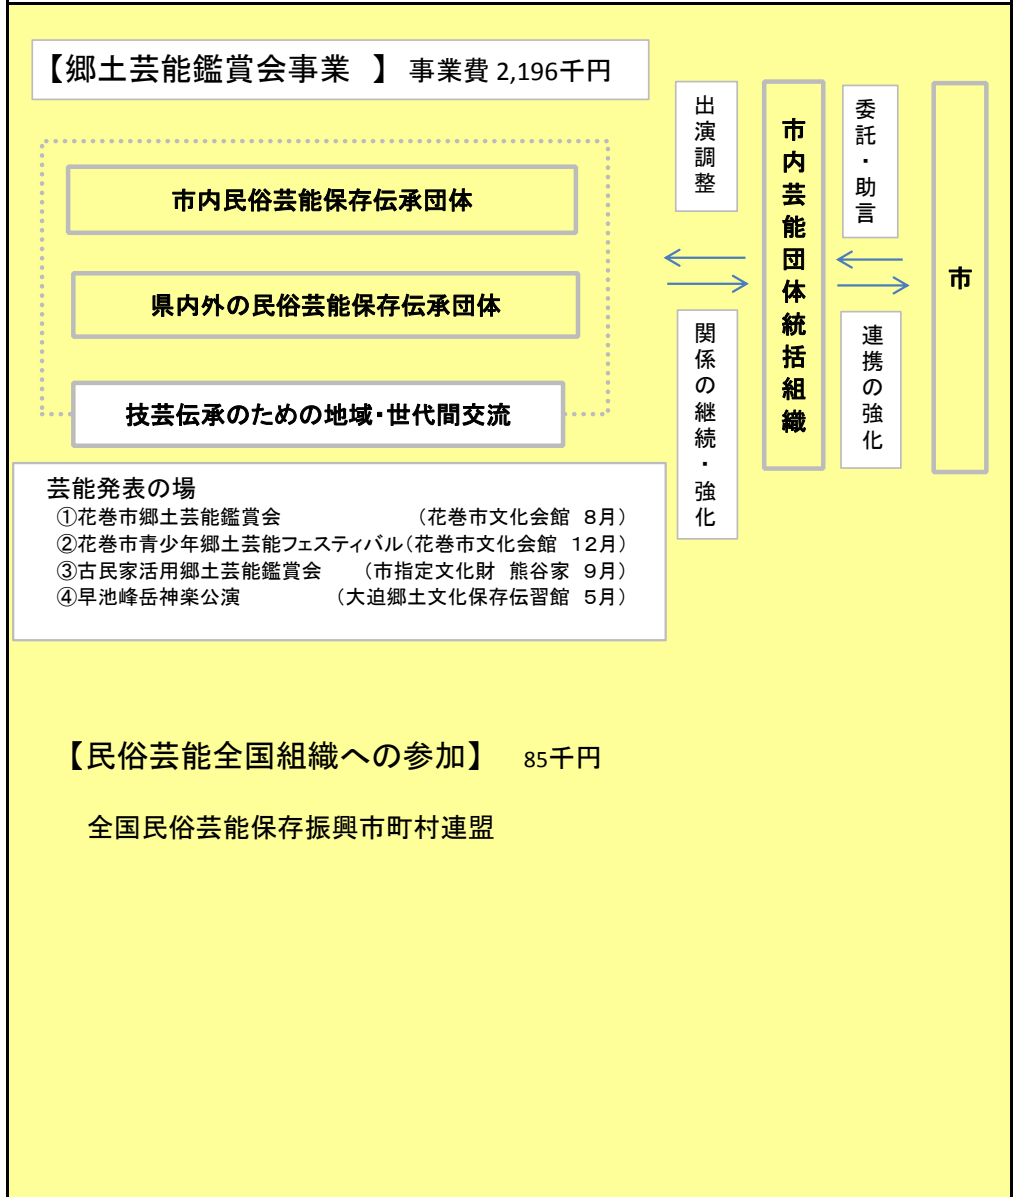 【郷土芸能鑑賞会事業　】 事業費 2,196千円
市内民俗芸能保存伝承団体
県内外の民俗芸能保存伝承団体
技芸伝承のための地域・世代間交流
出演調整
関係の継続・強化
市内芸能団体統括組織
委託・助言
連携の強化
市
芸能発表の場
①花巻市郷土芸能鑑賞会　（花巻市文化会館　8月）
②花巻市青少年郷土芸能フェスティバル（花巻市文化会館　12月）
③古民家活用郷土芸能鑑賞会　（市指定文化財　熊谷家　9月）
④早池峰岳神楽公演　（大迫郷土文化保存伝習館　5月）
【民俗芸能全国組織への参加】　85千円
全国民俗芸能保存振興市町村連盟